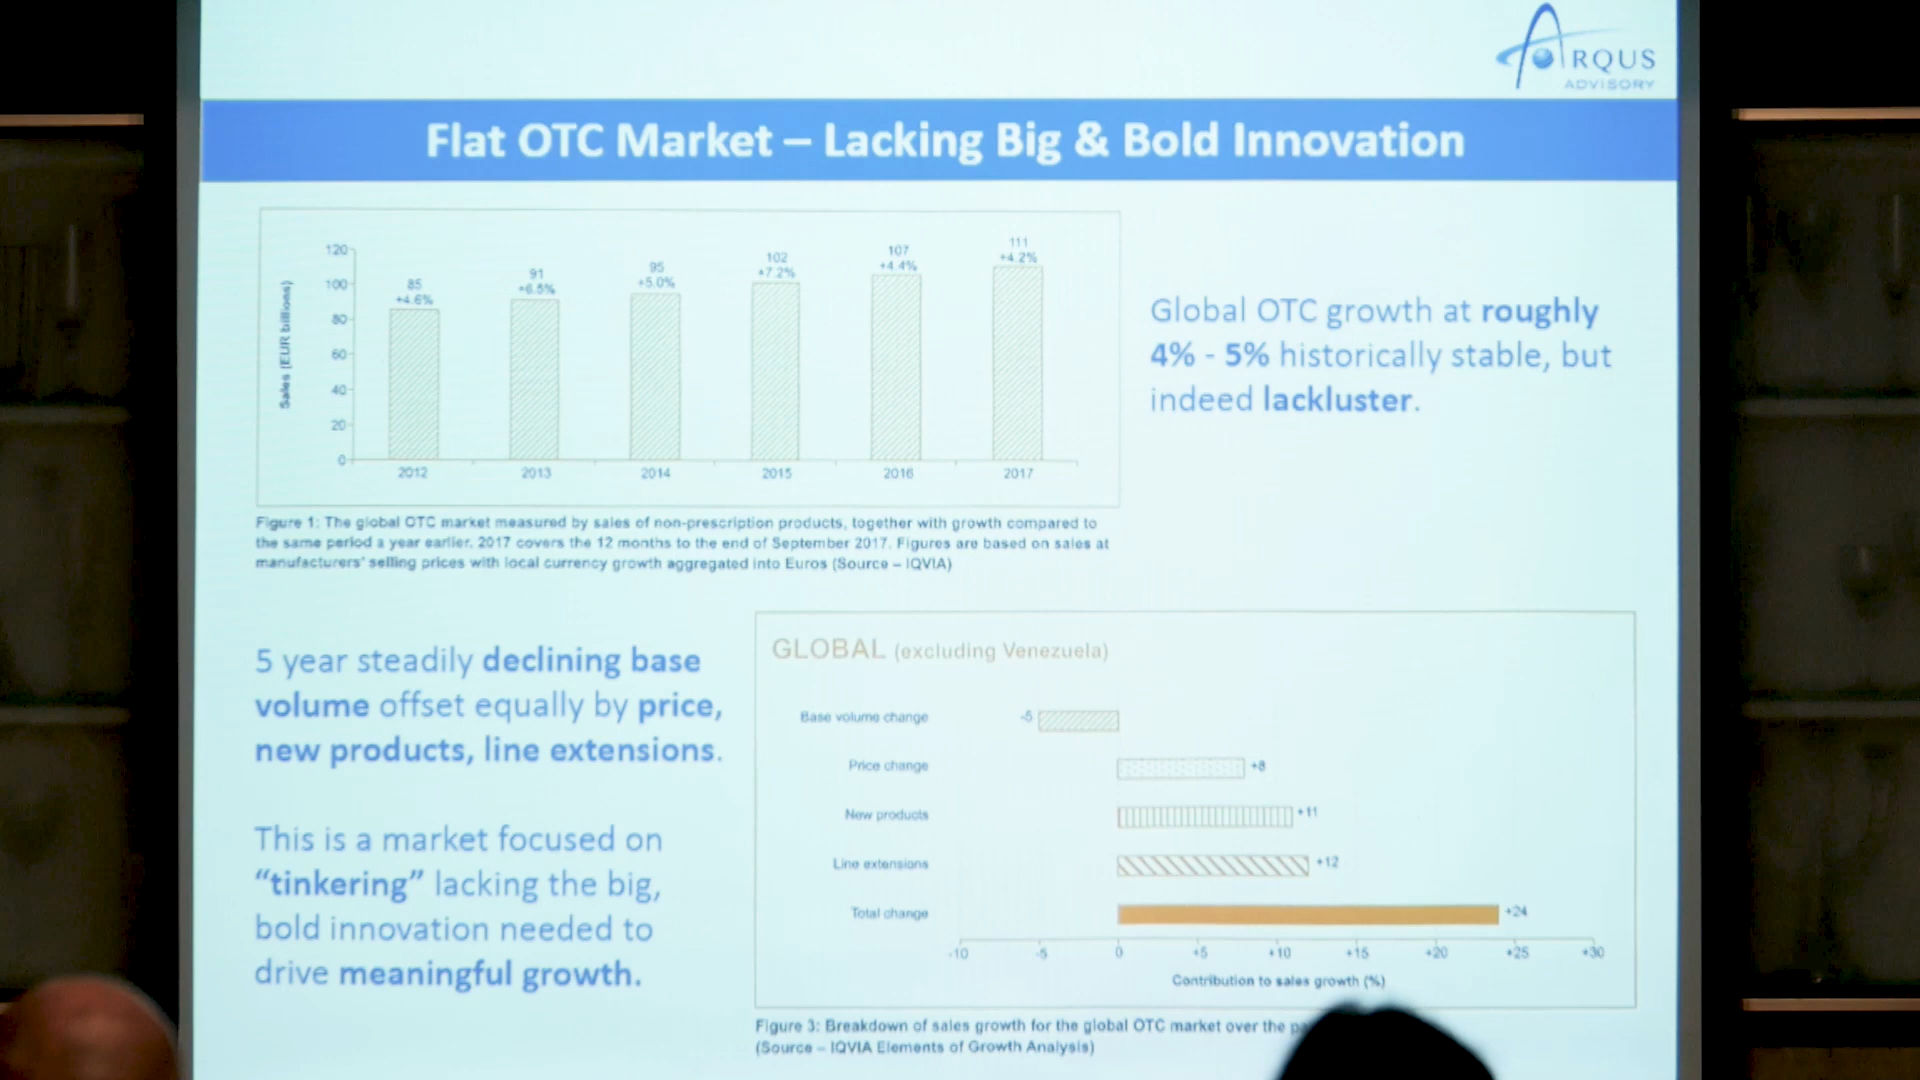 ARQUS
ADVISORY
Flat OTC Market – Lacking Big & Bold Innovation
Sales (EUR billions)
120
100
80
60
40
20
0
85
+4.6%
91
+6.5%
95
+5.0%
102
+7.2%
107
+4.4%
111
+4.2%
2012 2013 2014 2015 2016 2017
Figure 1: The global OTC market measured by sales of non-prescription products, together with growth compared to
the same period a year earlier. 2017 covers the 12 months to the end of September 2017. Figures are based on sales at
manufacturers' selling prices with local currency growth aggregated into Euros (Source – IQVIA)
Global OTC growth at roughly
4% - 5% historically stable, but
indeed lackluster.
5 year steadily declining base
volume offset equally by price,
new products, line extensions.
This is a market focused on
“tinkering” lacking the big,
bold innovation needed to
drive meaningful growth.
GLOBAL (excluding Venezuela)
Base volume change -5
Price change +8
New products +11
Line extensions +12
Total change +24
-10 -5 0 +5 +10 +15 +20 +25 +30
Contribution to sales growth (%)
Figure 3: Breakdown of sales growth for the global OTC market over the
(Source – IQVIA Elements of Growth Analysis)